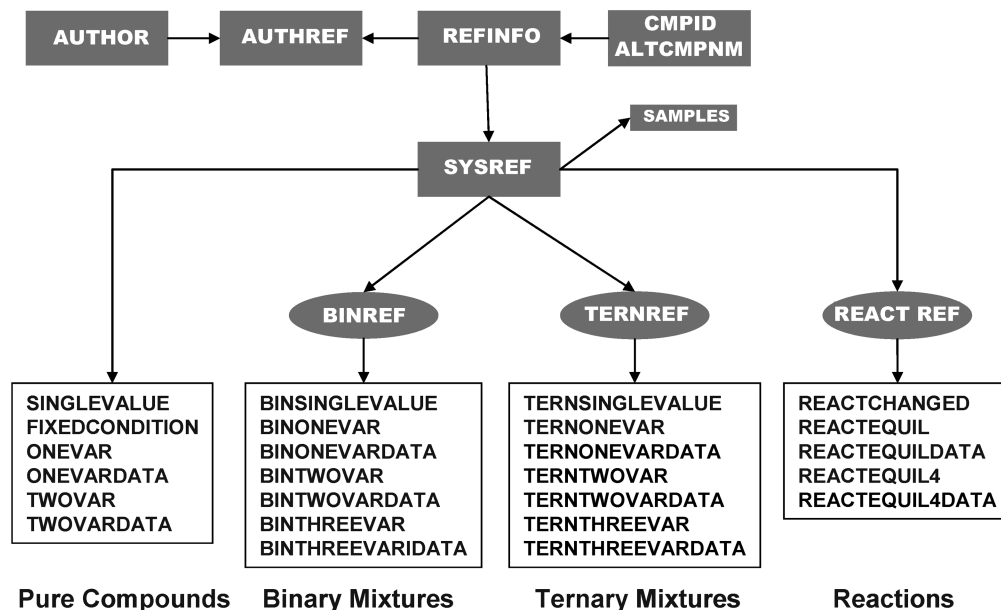 AUTHOR
AUTHREF
REFINFO
CMPID
ALTCMPNM
SAMPLES
SYSREF
BINREF
TERNREF
REACT REF
SINGLEVALUE
FIXEDCONDITION
ONEVAR
ONEVARDATA
TWOVAR
TWOVARDATA
BINSINGLEVALUE
BINONEVAR
BINONEVARDATA
BINTWOVAR
BINTWOVARDATA
BINTHREEVAR
BINTHREEVARIDATA
TERNSINGLEVALUE
TERNONEVAR
TERNONEVARDATA
TERNTWOVAR
TERNTWOVARDATA
TERNTHREEVAR
TERNTHREEVARDATA
REACTCHANGED
REACTEQUIL
REACTEQUILDATA
REACTEQUIL4
REACTEQUIL4DATA
Pure Compounds
Binary Mixtures
Ternary Mixtures
Reactions